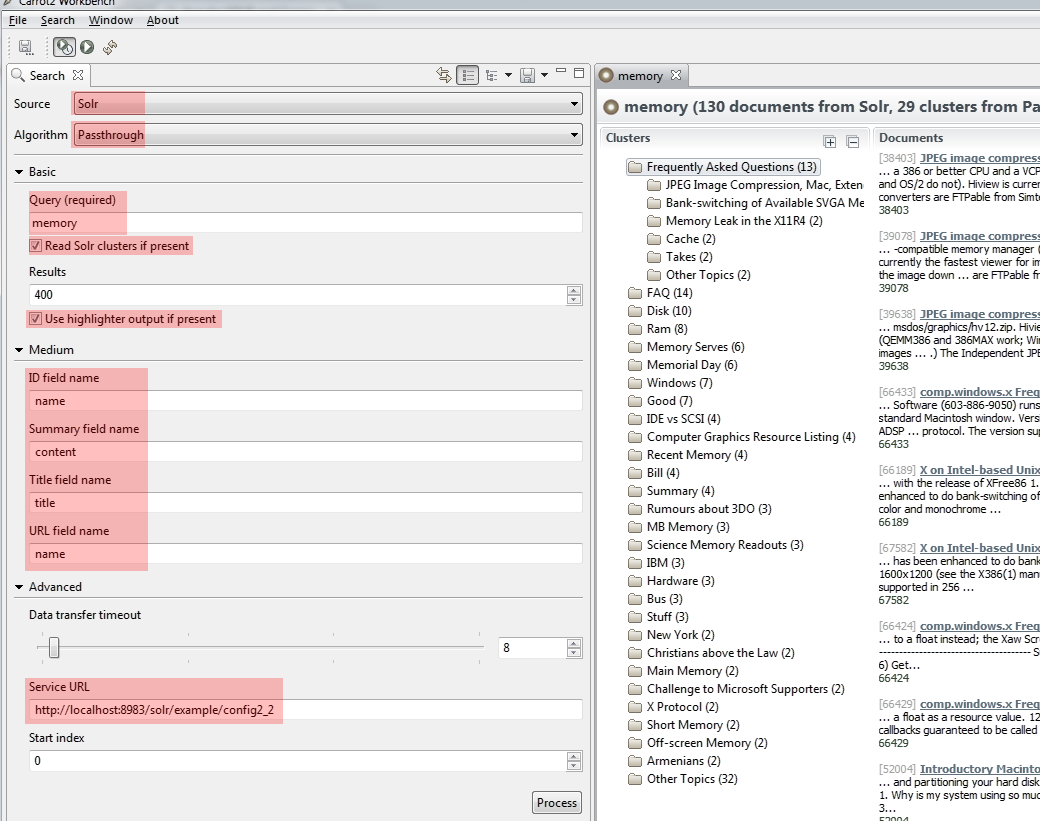 Carrot2 Workbench
File Search Window About
Search
Source Solr
Algorithm Passthrough
Basic
Query (required)
memory
Read Solr clusters if present
Results
400
Use highlighter output if present
Medium
ID field name
name
Summary field name
content
Title field name
title
URL field name
name
Advanced
Data transfer timeout
8
Service URL
http://localhost:8983/solr/example/config2_2
Start index
0
Process
memory
memory (130 documents from Solr, 29 clusters from Pa
Clusters
Frequently Asked Questions (13)
JPEG Image Compression, Mac, Exten
Bank-switching of Available SVGA Me
Memory Leak in the X11R4 (2)
Cache (2)
Takes (2)
Other Topics (2)
FAQ (14)
Disk (10)
Ram (8)
Memory Serves (6)
Memorial Day (6)
Windows (7)
Good (7)
IDE vs SCSI (4)
Computer Graphics Resource Listing (4)
Recent Memory (4)
Bill (4)
Summary (4)
Rumours about 3DO (3)
MB Memory (3)
Science Memory Readouts (3)
IBM (3)
Hardware (3)
Bus (3)
Stuff (3)
New York (2)
Christians above the Law (2)
Main Memory (2)
Challenge to Microsoft Supporters (2)
X Protocol (2)
Short Memory (2)
Off-screen Memory (2)
Armenians (2)
Other Topics (32)
Documents
[38403] JPEG image compress
... a 386 or better CPU and a VCP
and OS/2 do not). Hiview is curren
converters are FTPable from Simte
38403
[39078] JPEG image compress
... -compatible memory manager (
currently the fastest viewer for im
the image down ... are FTPable fr
39078
[39638] JPEG image compress
... msdos/graphics/hv12.zip. Hivie
(QEMM386 and 386MAX work; Wi
images ... .) The Independent JPE
39638
[66433] comp.windows.x Freq
... Software (603-886-9050) runs
standard Macintosh window. Versi
ADSP ... protocol. The version sup
66433
[66189] X on Intel-based Unix
... with the release of XFree86 1.
enhanced to do bank-switching of
color and monochrome ...
66189
[67582] X on Intel-based Unix
... has been enhanced to do bank
1600x1200 (see the X386(1) manu
supported in 256 ...
67582
[66424] comp.windows.x Freq
... to a float instead; the Xaw Scro
------------------------------------- S
6) Get...
66424
[66429] comp.windows.x Freq
... a float as a resource value. 12
callbacks guaranteed to be called
66429
[52004] Introductory Macinto
... and partitioning your hard disk
1. Why is my system using so muc
3...
52004